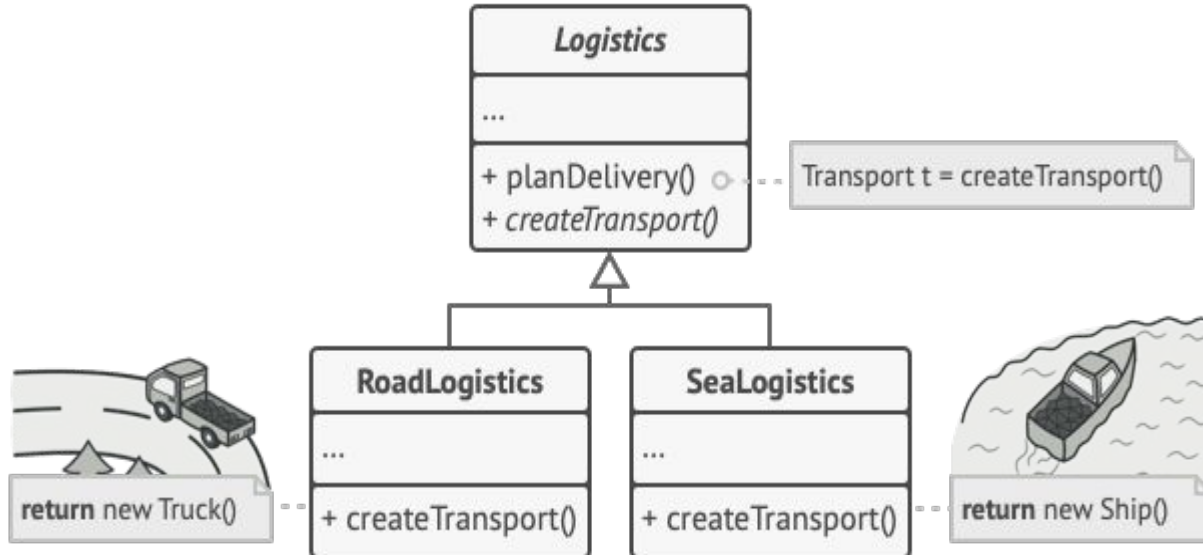 Logistics
...
+ planDelivery()
Transport t = createTransport()
+ createTransport()
RoadLogistics
...
+ createTransport()
return new Truck()
SeaLogistics
...
+ createTransport()
return new Ship()